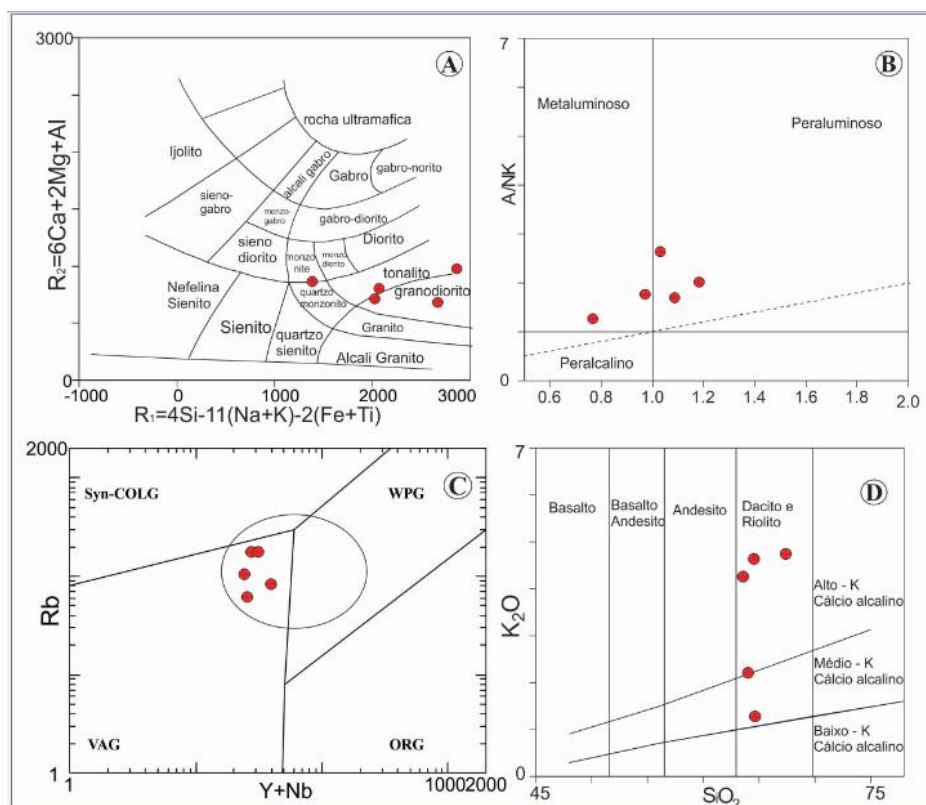 3000
A
rocha ultramafica
Ijolito
alcali gabro
Gabro
gabro-norito
sieno-
gabro
monzo-
gabro
gabro-diorito
sieno
diorito
monzo
nite
monzo
diorito
Diorito
tonalito
Nefelina
Sienito
quartzo
monzonito
granodiorito
Sienito
quartzo
sienito
Granito
Alcali Granito
0
-1000
0
1000
2000
3000
R₂=6Ca+2Mg+Al
R₁=4Si-11(Na+K)-2(Fe+Ti)
7
B
Metaluminoso
Peraluminoso
A/NK
Peralcalino
0
0.6
0.8
1.0
1.2
1.4
1.6
2.0
2000
C
Syn-COLG
WPG
Rb
VAG
ORG
1
1
Y+Nb
1000
2000
7
D
Basalto
Basalto
Andesito
Andesito
Dacito e
Riolito
K₂O
Alto - K
Cálcio alcalino
Médio - K
Cálcio alcalino
Baixo - K
Cálcio alcalino
0
45
SiO₂
75